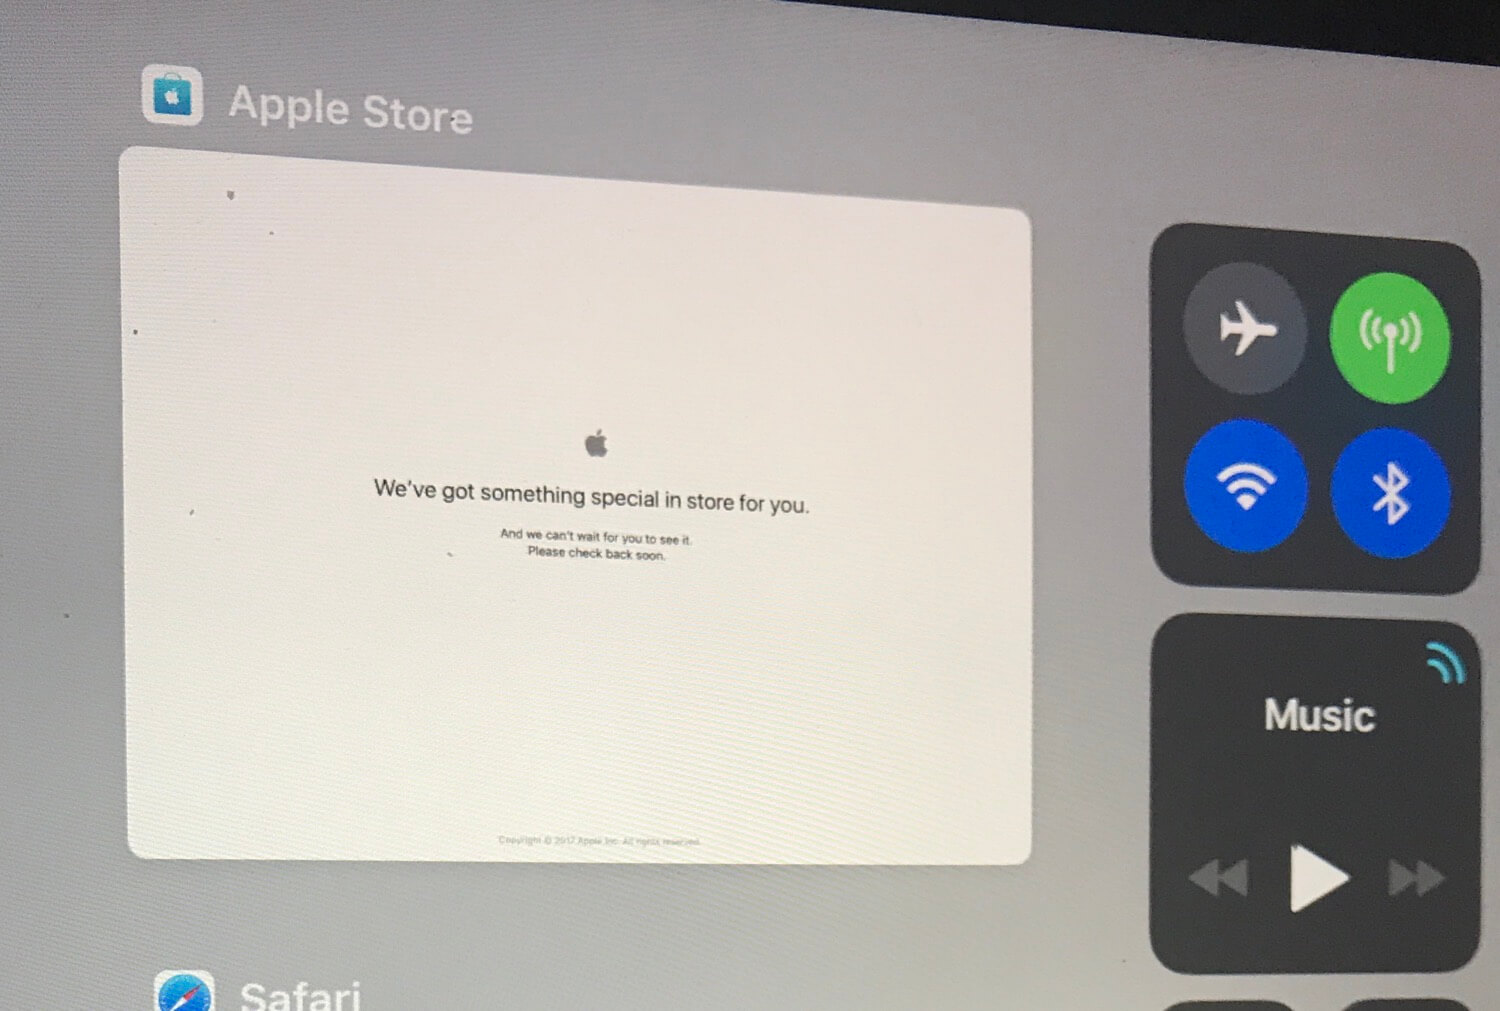 Apple Store
We've got something special in store for you.
And we can't wait for you to see it.
Please check back soon.
Copyright © 2017 Apple Inc. All rights reserved.
Music
Safari